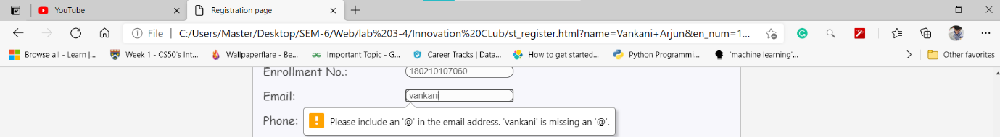 YouTube
Registration page
File | C:/Users/Master/Desktop/SEM-6/Web/lab%203-4/Innovation%20CLub/st_register.html?name=Vankani+Arjun&en_num=1...
Browse all - Learn |... Week 1 - CS50's Int... Wallpaperflare - Be... Important Topic - G... Career Tracks | Data... How to get started... Python Programmi... 'machine learning'... Other favorites
Enrollment No.: 180210107060
Email: vankani
Phone: Please include an '@' in the email address. 'vankani' is missing an '@'.